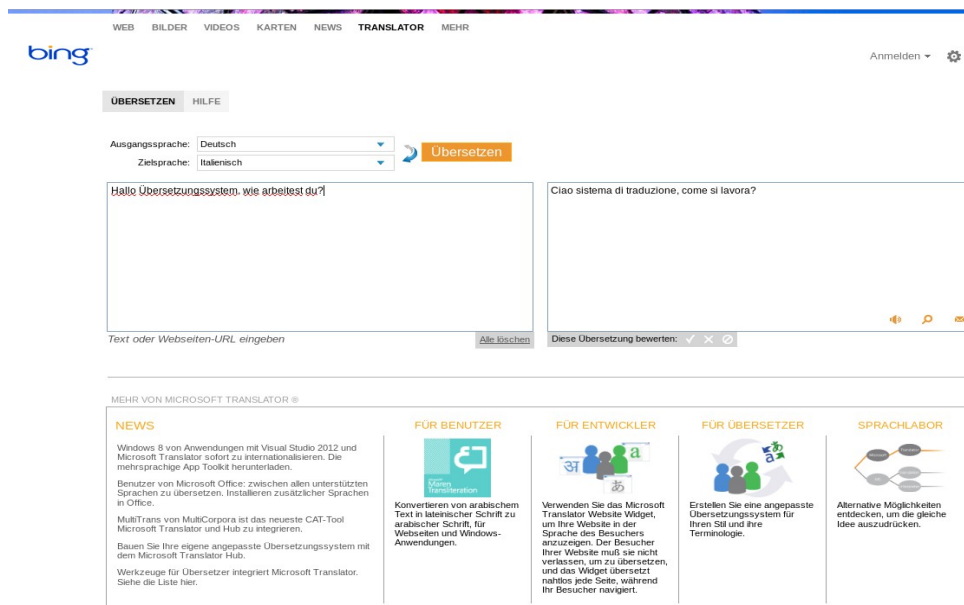 WEB BILDER VIDEOS KARTEN NEWS TRANSLATOR MEHR
bing
Anmelden
ÜBERSETZEN HILFE
Ausgangssprache: Deutsch
Zielsprache: Italienisch
Übersetzen
Hallo Übersetzungssystem, wie arbeitest du?
Ciao sistema di traduzione, come si lavora?
Text oder Webseiten-URL eingeben
Alle löschen
Diese Übersetzung bewerten:
MEHR VON MICROSOFT TRANSLATOR ®
NEWS
Windows 8 von Anwendungen mit Visual Studio 2012 und
Microsoft Translator sofort zu internationalisieren. Die
mehrsprachige App Toolkit herunterladen.
Benutzer von Microsoft Office: zwischen allen unterstützten
Sprachen zu übersetzen. Installieren zusätzlicher Sprachen
in Office.
MultiTrans von MultiCorpora ist das neueste CAT-Tool
Microsoft Translator und Hub zu integrieren.
Bauen Sie Ihre eigene angepasste Übersetzungssystem mit
dem Microsoft Translator Hub.
Werkzeuge für Übersetzer integriert Microsoft Translator.
Siehe die Liste hier.
FÜR BENUTZER
Maren
Transliteration
Konvertieren von arabischem
Text in lateinischer Schrift zu
arabischer Schrift, für
Webseiten und Windows-
Anwendungen.
FÜR ENTWICKLER
अ a
あ
Verwenden Sie das Microsoft
Translator Website Widget,
um Ihre Website in der
Sprache des Besuchers
anzuzeigen. Der Besucher
Ihrer Website muß sie nicht
verlassen, um zu übersetzen,
und das Widget übersetzt
nahtlos jede Seite, während
Ihr Besucher navigiert.
FÜR ÜBERSETZER
あ
a
Erstellen Sie eine angepasste
Übersetzungssystem für
Ihren Stil und ihre
Terminologie.
SPRACHLABOR
Alternative Möglichkeiten
entdecken, um die gleiche
Idee auszudrücken.